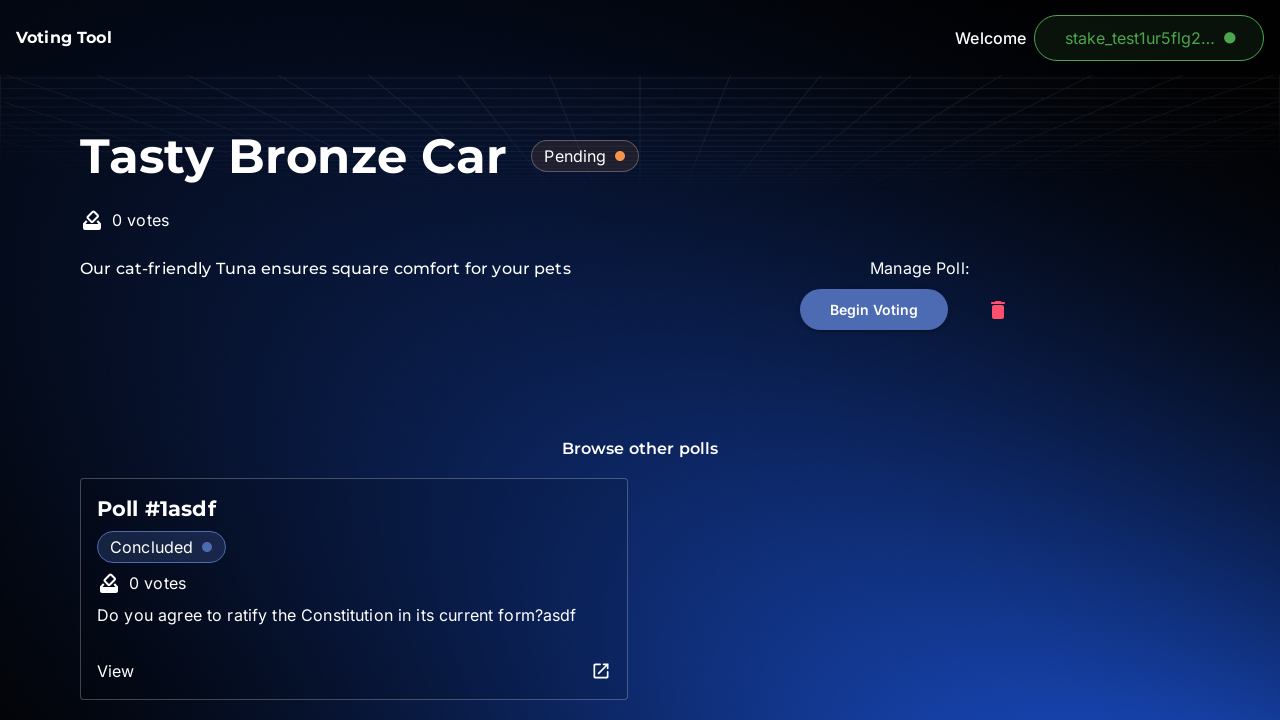 Voting Tool
Welcome stake_test1ur5flg2...
Tasty Bronze Car
Pending
0 votes
Our cat-friendly Tuna ensures square comfort for your pets
Manage Poll:
Begin Voting
Browse other polls
Poll #1asdf
Concluded
0 votes
Do you agree to ratify the Constitution in its current form?asdf
View